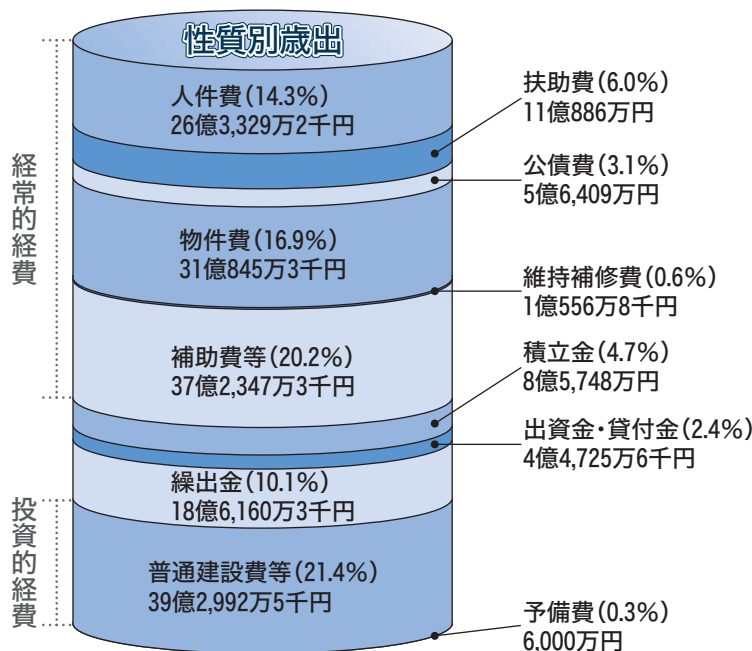 性質別歳出
経常的経費
投資的経費
人件費(14.3%)
26億3,329万2千円
扶助費(6.0%)
11億886万円
公債費(3.1%)
5億6,409万円
物件費(16.9%)
31億845万3千円
維持補修費(0.6%)
1億556万8千円
補助費等(20.2%)
37億2,347万3千円
積立金(4.7%)
8億5,748万円
出資金・貸付金(2.4%)
4億4,725万6千円
繰出金(10.1%)
18億6,160万3千円
普通建設費等(21.4%)
39億2,992万5千円
予備費(0.3%)
6,000万円